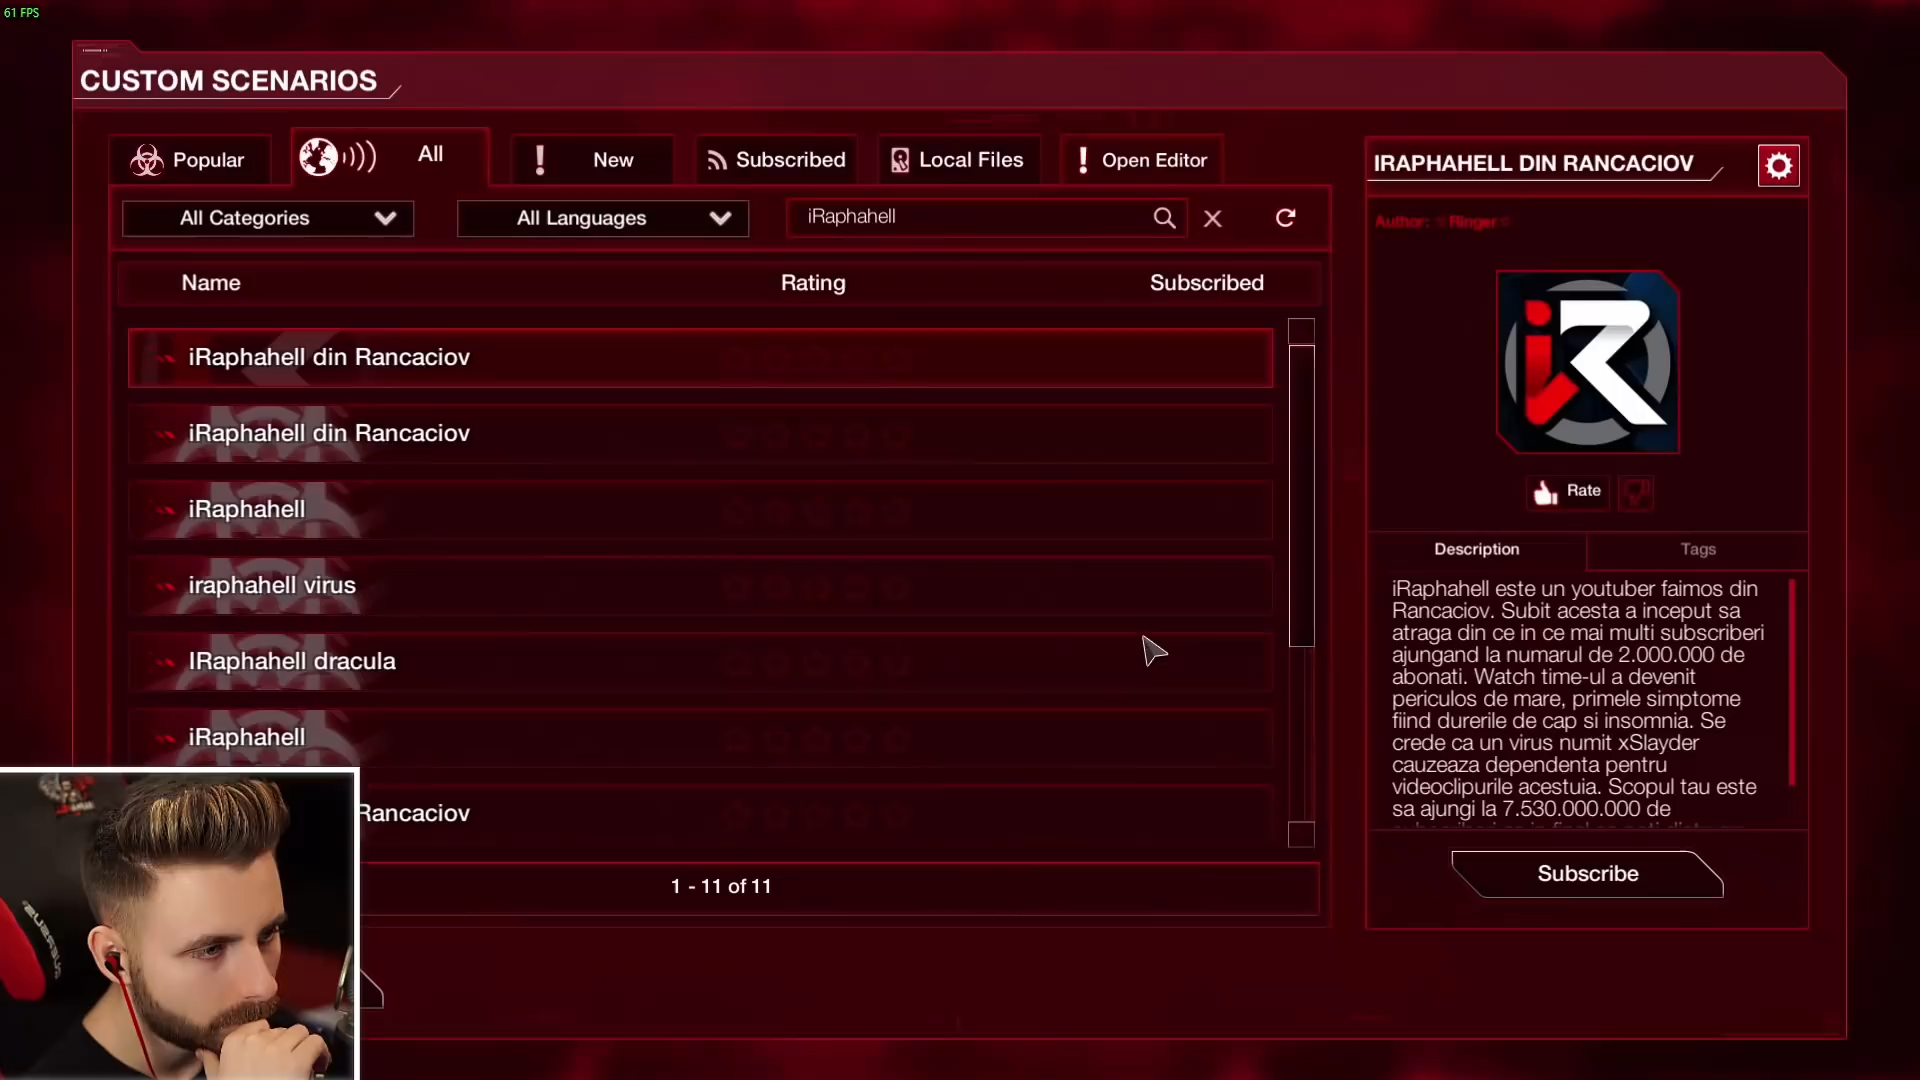 61 FPS
CUSTOM SCENARIOS
Popular
All
New
Subscribed
Local Files
Open Editor
All Categories
All Languages
iRaphahell
Name
Rating
Subscribed
iRaphahell din Rancaciov
iRaphahell din Rancaciov
iRaphahell
iraphahell virus
IRaphahell dracula
iRaphahell
Rancaciov
1 - 11 of 11
IRAPHAHELL DIN RANCACIOV
Author: Ringer
iR
Rate
Description
Tags
iRaphahell este un youtuber faimos din
Rancaciov. Subit acesta a inceput sa
atraga din ce in ce mai multi subscriberi
ajungand la numarul de 2.000.000 de
abonati. Watch time-ul a devenit
periculos de mare, primele simptome
fiind durerile de cap si insomnia. Se
crede ca un virus numit xSlayder
cauzeaza dependenta pentru
videoclipurile acestuia. Scopul tau este
sa ajungi la 7.530.000.000 de
Subscribe